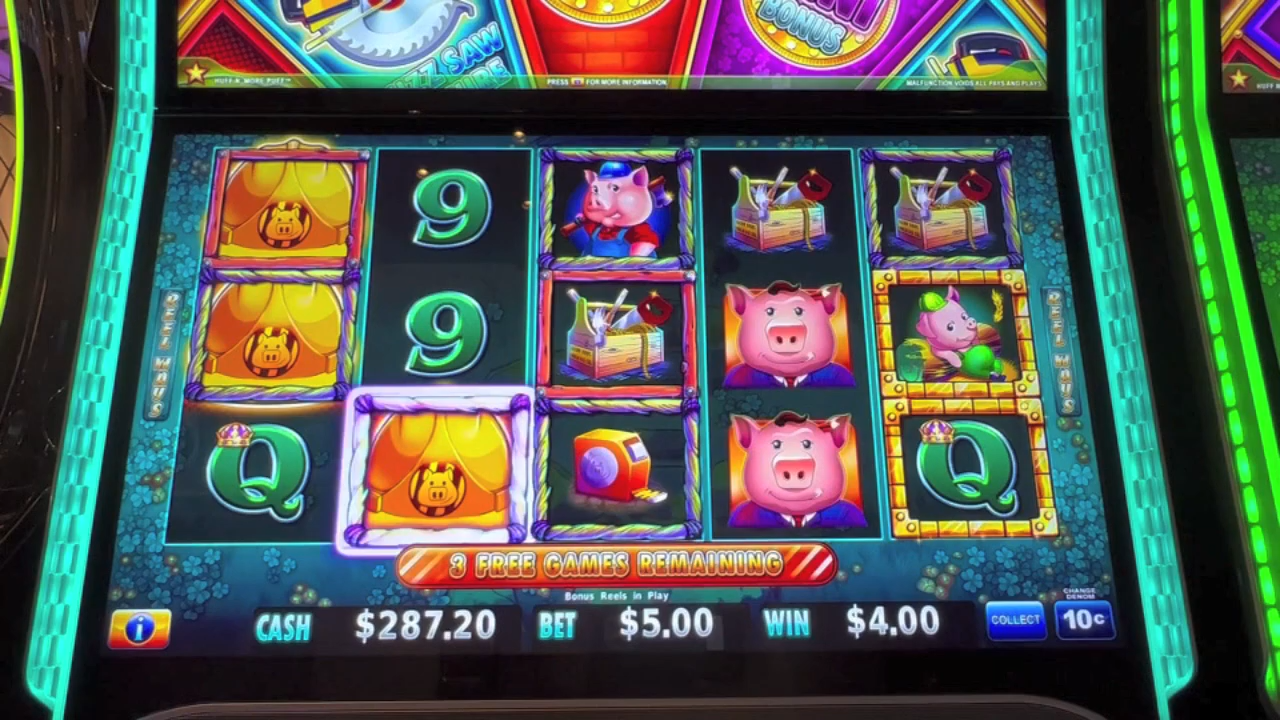 BUZZ SAW
BONUS
HUFF N' MORE PUFF™
PRESS FOR MORE INFORMATION
MALFUNCTION VOIDS ALL PAYS AND PLAYS
9
9
REEL WAYS
REEL WAYS
Q
Q
3 FREE GAMES REMAINING
Bonus Reels in Play
CASH $287.20 BET $5.00 WIN $4.00
COLLECT
CHANGE
DENOM
10¢